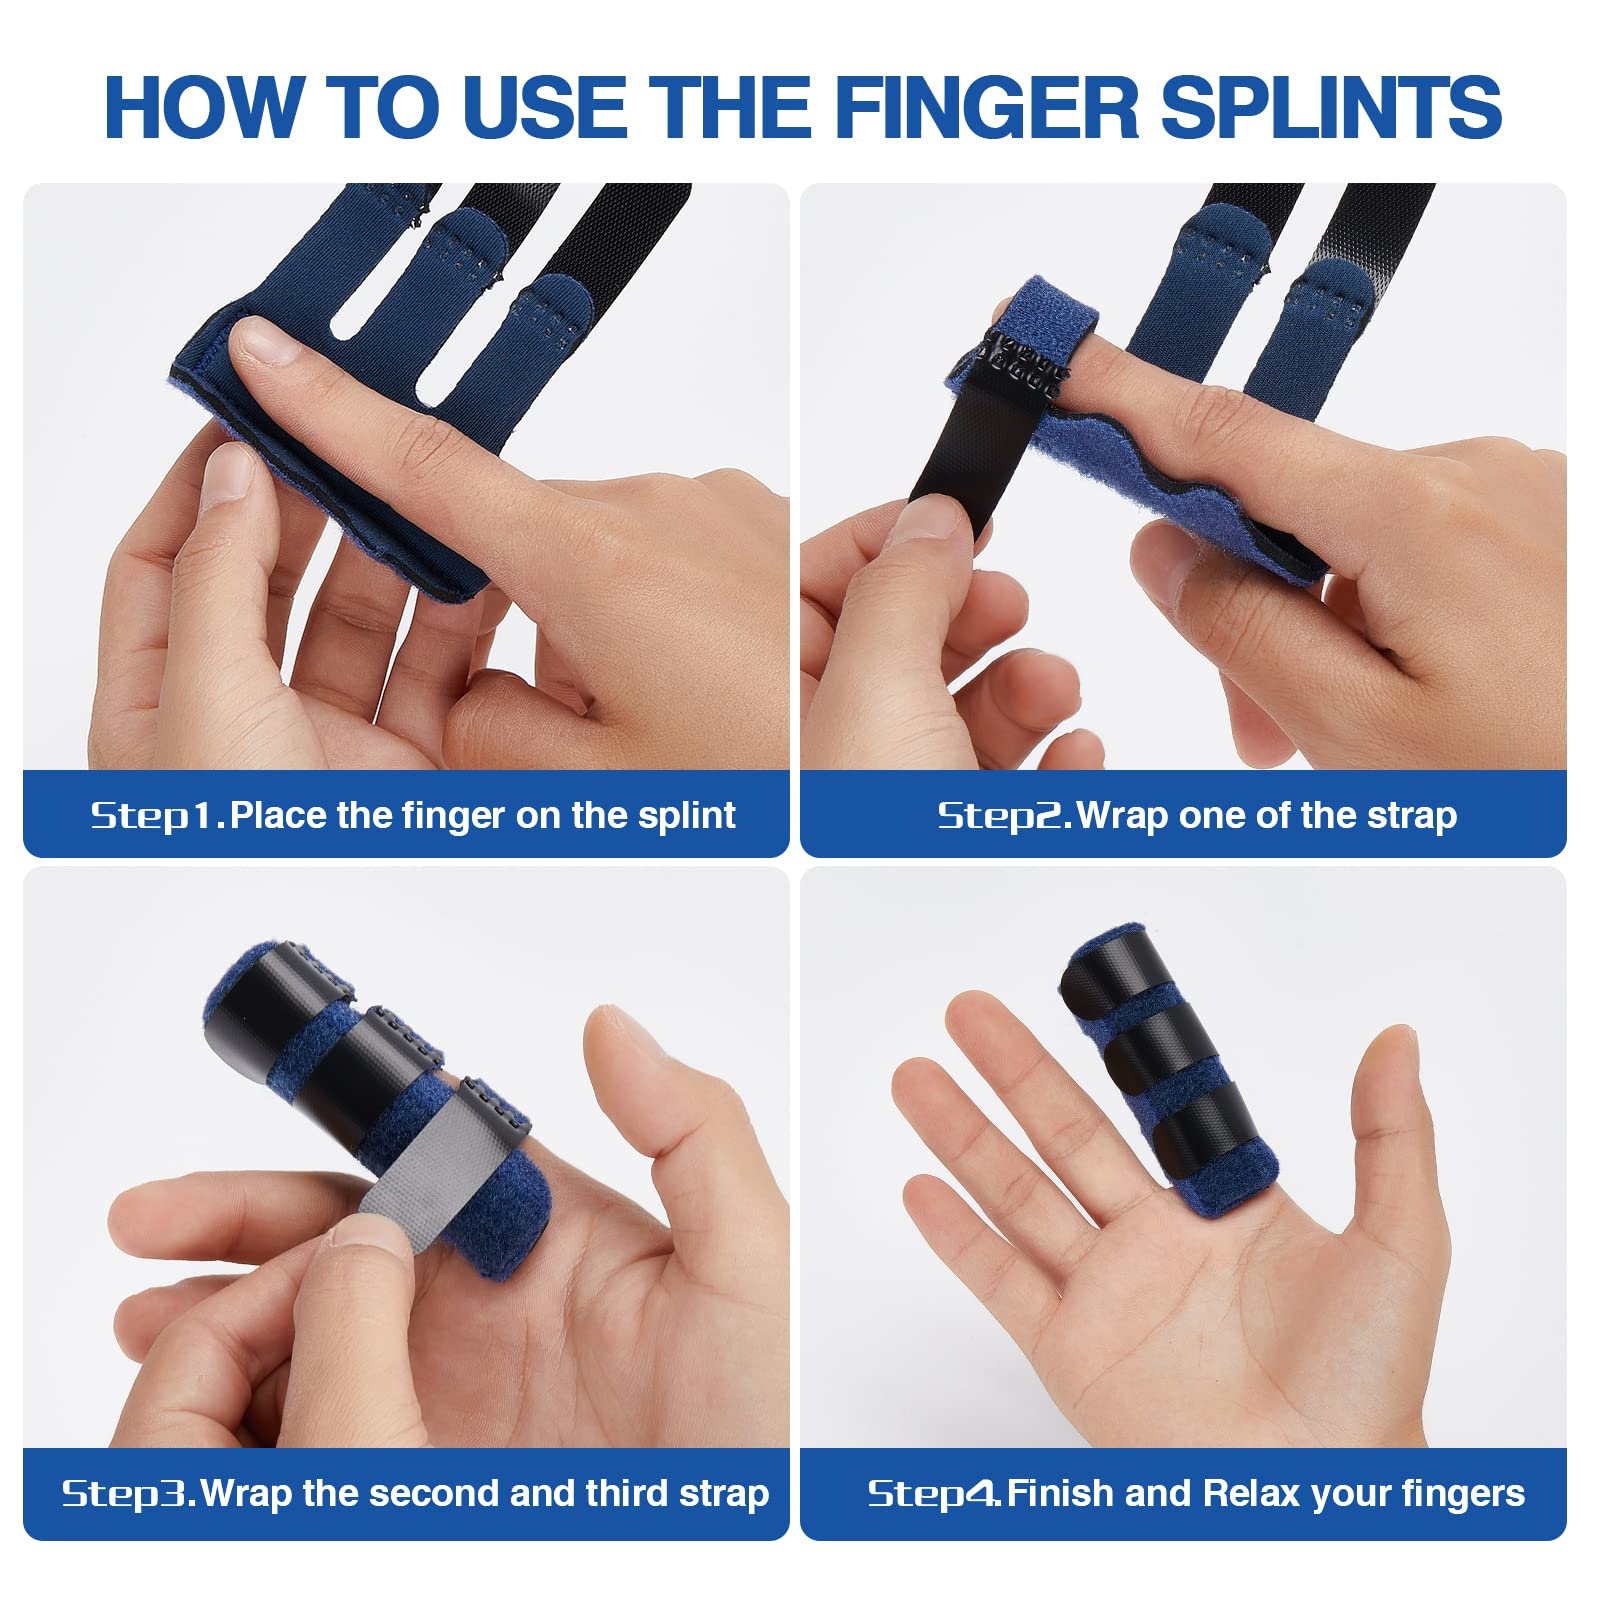 HOW TO USE THE FINGER SPLINTS
Step1.Place the finger on the splint
Step2.Wrap one of the strap
Step3.Wrap the second and third strap
Step4.Finish and Relax your fingers